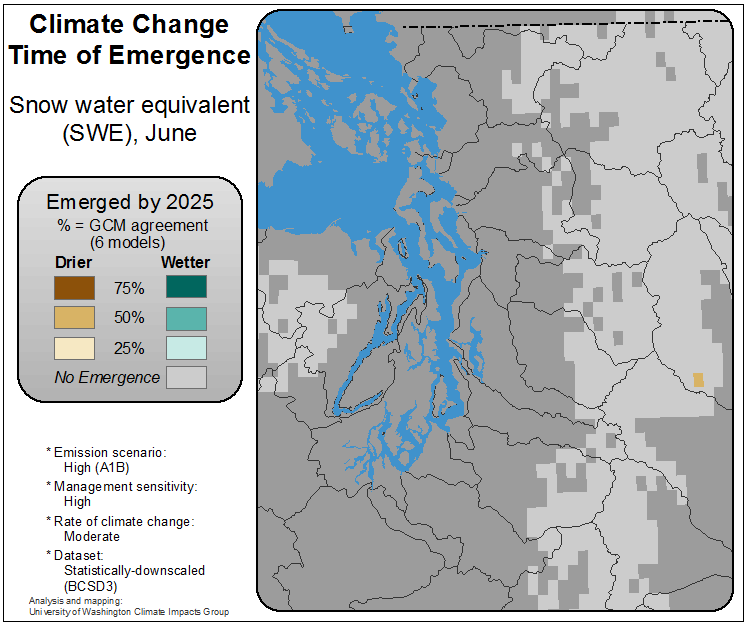 Climate Change
Time of Emergence
Snow water equivalent
(SWE), June
Emerged by 2025
% = GCM agreement
(6 models)
Drier Wetter
75%
50%
25%
No Emergence
* Emission scenario:
High (A1B)
* Management sensitivity:
High
* Rate of climate change:
Moderate
* Dataset:
Statistically-downscaled
(BCSD3)
Analysis and mapping:
University of Washington Climate Impacts Group